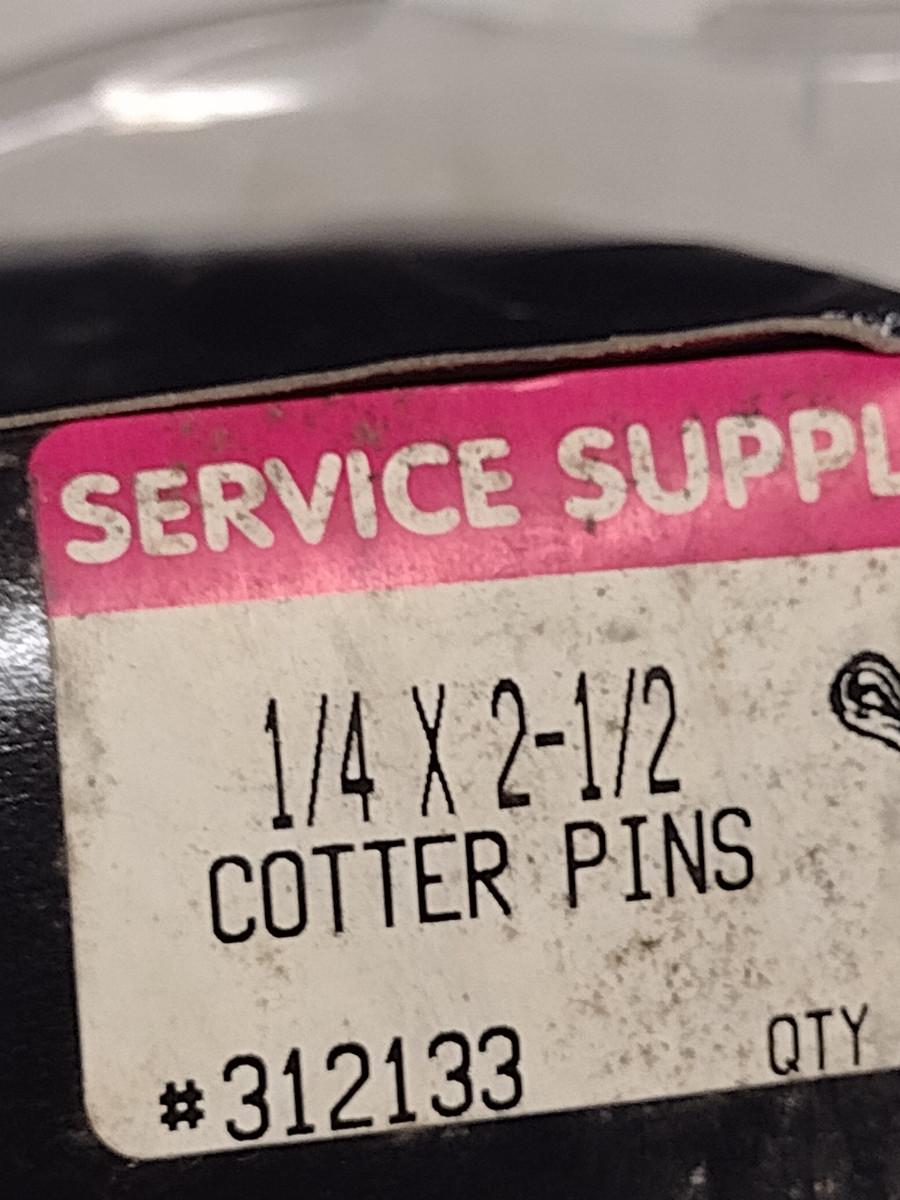 SERVICE SUPPL
1/4 X 2-1/2
COTTER PINS
#312133 QTY